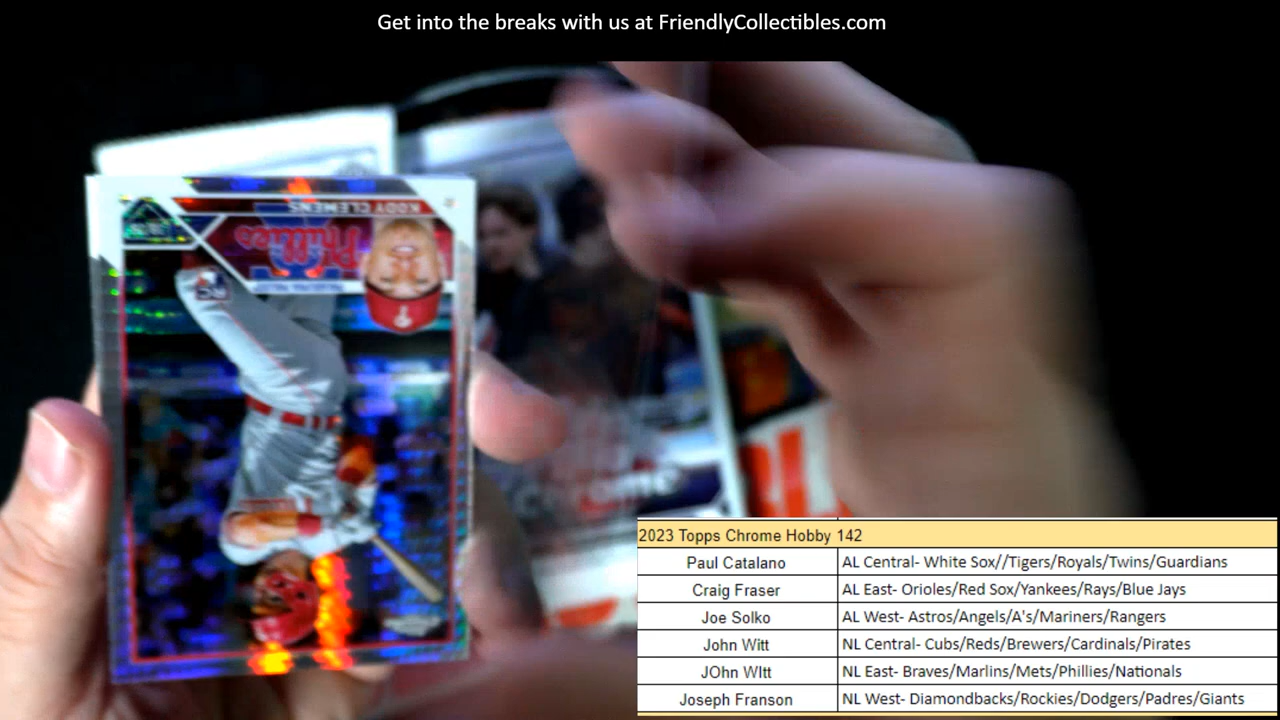 Get into the breaks with us at FriendlyCollectibles.com
KODY CLEMENS
Phillies
chrome
2023 Topps Chrome Hobby 142
Paul Catalano AL Central- White Sox//Tigers/Royals/Twins/Guardians
Craig Fraser AL East- Orioles/Red Sox/Yankees/Rays/Blue Jays
Joe Solko AL West- Astros/Angels/A's/Mariners/Rangers
John Witt NL Central- Cubs/Reds/Brewers/Cardinals/Pirates
JOhn WItt NL East- Braves/Marlins/Mets/Phillies/Nationals
Joseph Franson NL West- Diamondbacks/Rockies/Dodgers/Padres/Giants